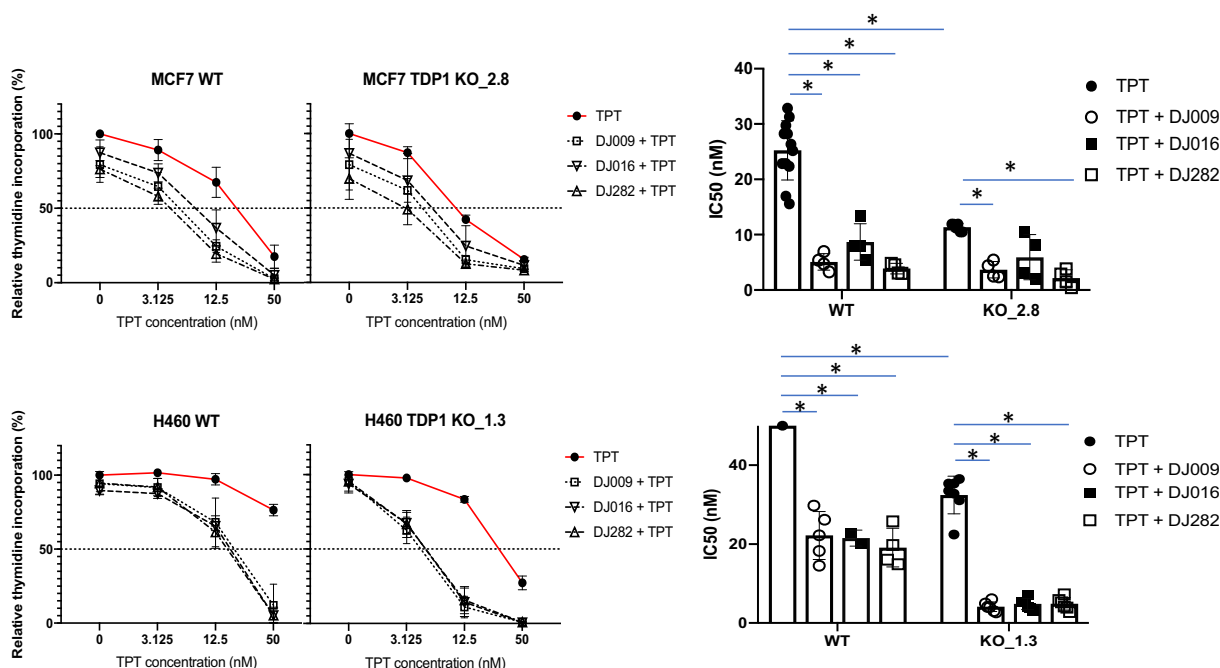 MCF7 WT
MCF7 TDP1 KO_2.8
Relative thymidine incorporation (%)
100
50
0
0 3.125 12.5 50
0 3.125 12.5 50
TPT concentration (nM)
TPT concentration (nM)
TPT
DJ009 + TPT
DJ016 + TPT
DJ282 + TPT
*
*
*
*
*
*
IC50 (nM)
40
30
20
10
0
WT
KO_2.8
TPT
TPT + DJ009
TPT + DJ016
TPT + DJ282
H460 WT
H460 TDP1 KO_1.3
Relative thymidine incorporation (%)
100
50
0
0 3.125 12.5 50
0 3.125 12.5 50
TPT concentration (nM)
TPT concentration (nM)
TPT
DJ009 + TPT
DJ016 + TPT
DJ282 + TPT
*
*
*
*
*
*
*
IC50 (nM)
40
20
0
WT
KO_1.3
TPT
TPT + DJ009
TPT + DJ016
TPT + DJ282